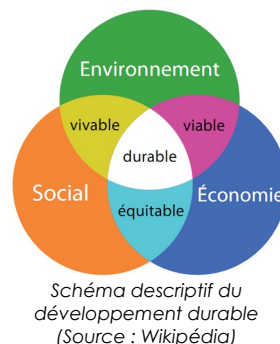 Environnement
vivable
viable
durable
Social
Économie
équitable
Schéma descriptif du
développement durable
(Source : Wikipédia)